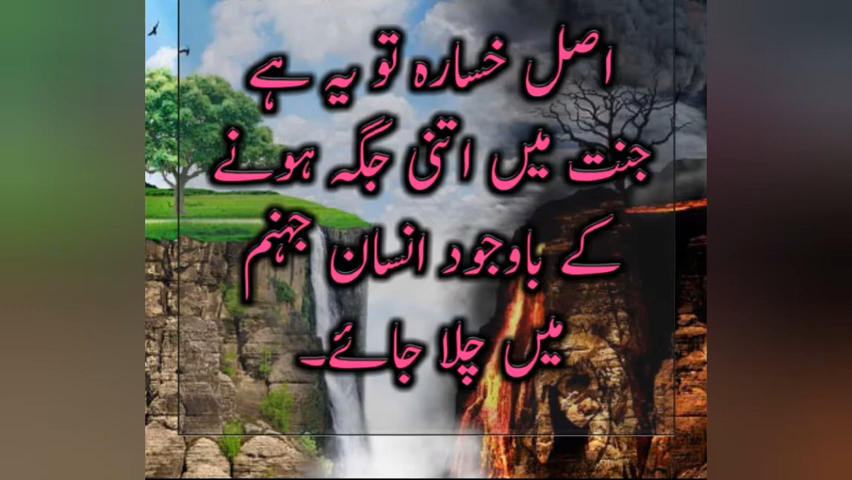 اصل خسارہ تو یہ ہے
جنت میں اتنی جگہ ہونے
کے باوجود انسان جہنم
میں چلا جائے۔